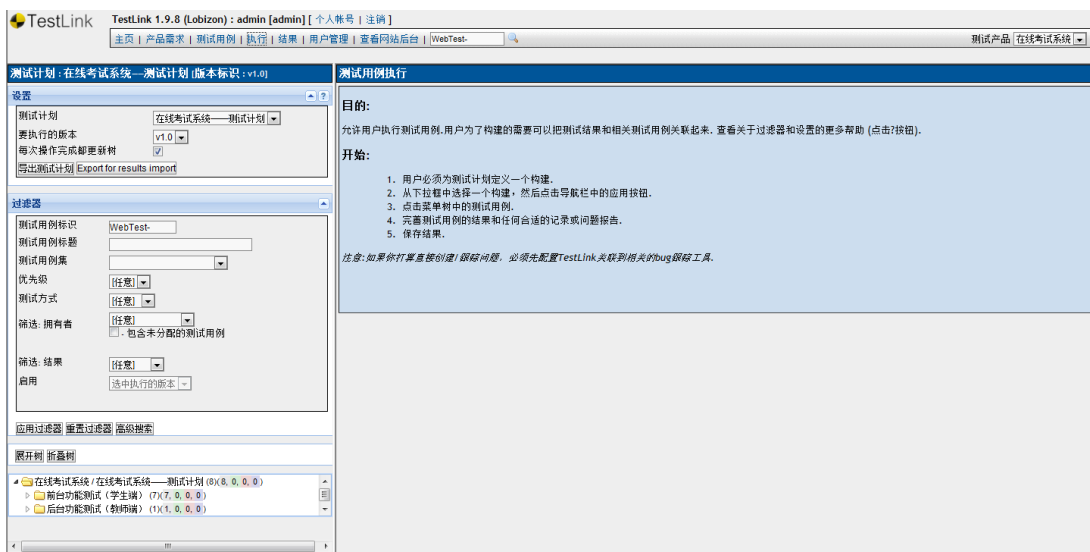 TestLink
TestLink 1.9.8 (Lobizon) : admin [admin] [ 个人帐号 | 注销 ]
主页 | 产品需求 | 测试用例 | 执行 | 结果 | 用户管理 | 查看网站后台 | WebTest-
测试产品 在线考试系统
测试计划 : 在线考试系统——测试计划 [版本标识 : v1.0]
设置
测试计划 在线考试系统——测试计划
要执行的版本 v1.0
每次操作完成都更新树
导出测试计划 Export for results import
过滤器
测试用例标识 WebTest-
测试用例标题
测试用例集
优先级 [任意]
测试方式 [任意]
筛选: 拥有者 [任意]
- 包含未分配的测试用例
筛选: 结果 [任意]
启用 选中执行的版本
应用过滤器 重置过滤器 高级搜索
展开树 折叠树
在线考试系统 / 在线考试系统——测试计划 (8)(8, 0, 0, 0)
前台功能测试（学生端） (7)(7, 0, 0, 0)
后台功能测试（教师端） (1)(1, 0, 0, 0)
测试用例执行
目的:
允许用户执行测试用例.用户为了构建的需要可以把测试结果和相关测试用例关联起来. 查看关于过滤器和设置的更多帮助 (点击?按钮).
开始:
1. 用户必须为测试计划定义一个构建.
2. 从下拉框中选择一个构建，然后点击导航栏中的应用按钮.
3. 点击菜单树中的测试用例.
4. 完善测试用例的结果和任何合适的记录或问题报告.
5. 保存结果.
注意:如果你打算直接创建/跟踪问题，必须先配置TestLink关联到相关的bug跟踪工具.